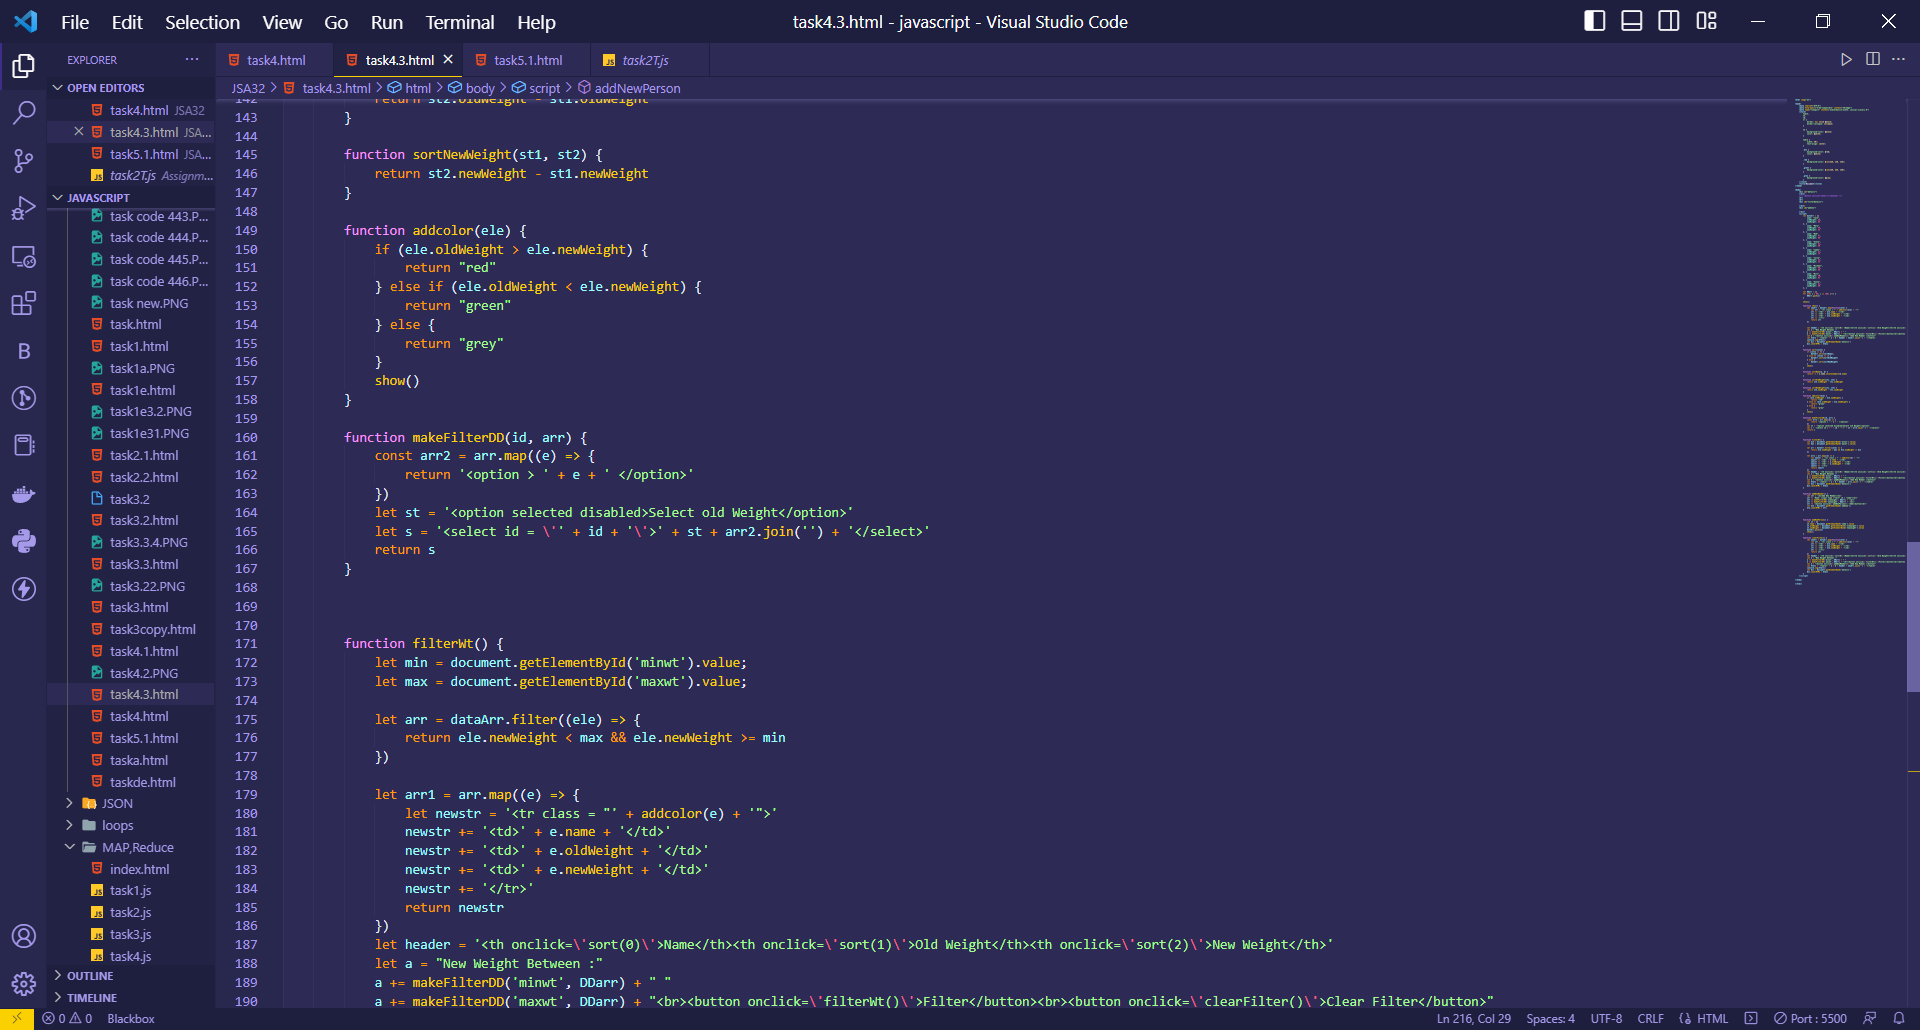 File Edit Selection View Go Run Terminal Help
task4.3.html - javascript - Visual Studio Code
EXPLORER
OPEN EDITORS
task4.html JSA32
task4.3.html JSA...
task5.1.html JSA...
task2T.js Assignm...
JAVASCRIPT
task code 443.P...
task code 444.P...
task code 445.P...
task code 446.P...
task new.PNG
task.html
task1.html
task1a.PNG
task1e.html
task1e3.2.PNG
task1e31.PNG
task2.1.html
task2.2.html
task3.2
task3.2.html
task3.3.4.PNG
task3.3.html
task3.22.PNG
task3.html
task3copy.html
task4.1.html
task4.2.PNG
task4.3.html
task4.html
task5.1.html
taska.html
taskde.html
JSON
loops
MAP,Reduce
index.html
task1.js
task2.js
task3.js
task4.js
OUTLINE
TIMELINE
task4.html task4.3.html task5.1.html task2T.js
JSA32 > task4.3.html > html > body > script > addNewPerson
142 return st2.oldWeight - st1.oldWeight
143 }
144
145 function sortNewWeight(st1, st2) {
146 return st2.newWeight - st1.newWeight
147 }
148
149 function addcolor(ele) {
150 if (ele.oldWeight > ele.newWeight) {
151 return "red"
152 } else if (ele.oldWeight < ele.newWeight) {
153 return "green"
154 } else {
155 return "grey"
156 }
157 show()
158 }
159
160 function makeFilterDD(id, arr) {
161 const arr2 = arr.map((e) => {
162 return '<option > ' + e + ' </option>'
163 })
164 let st = '<option selected disabled>Select old Weight</option>'
165 let s = '<select id = \'' + id + '\'>' + st + arr2.join('') + '</select>'
166 return s
167 }
168
169
170
171 function filterWt() {
172 let min = document.getElementById('minwt').value;
173 let max = document.getElementById('maxwt').value;
174
175 let arr = dataArr.filter((ele) => {
176 return ele.newWeight < max && ele.newWeight >= min
177 })
178
179 let arr1 = arr.map((e) => {
180 let newstr = '<tr class = "' + addcolor(e) + '">'
181 newstr += '<td>' + e.name + '</td>'
182 newstr += '<td>' + e.oldWeight + '</td>'
183 newstr += '<td>' + e.newWeight + '</td>'
184 newstr += '</tr>'
185 return newstr
186 })
187 let header = '<th onclick=\'sort(0)\'>Name</th><th onclick=\'sort(1)\'>Old Weight</th><th onclick=\'sort(2)\'>New Weight</th>'
188 let a = "New Weight Between :"
189 a += makeFilterDD('minwt', DDarr) + " "
190 a += makeFilterDD('maxwt', DDarr) + "<br><button onclick=\'filterWt()\'>Filter</button><br><button onclick=\'clearFilter()\'>Clear Filter</button>"
0 0 Blackbox
Ln 216, Col 29 Spaces: 4 UTF-8 CRLF HTML Port : 5500